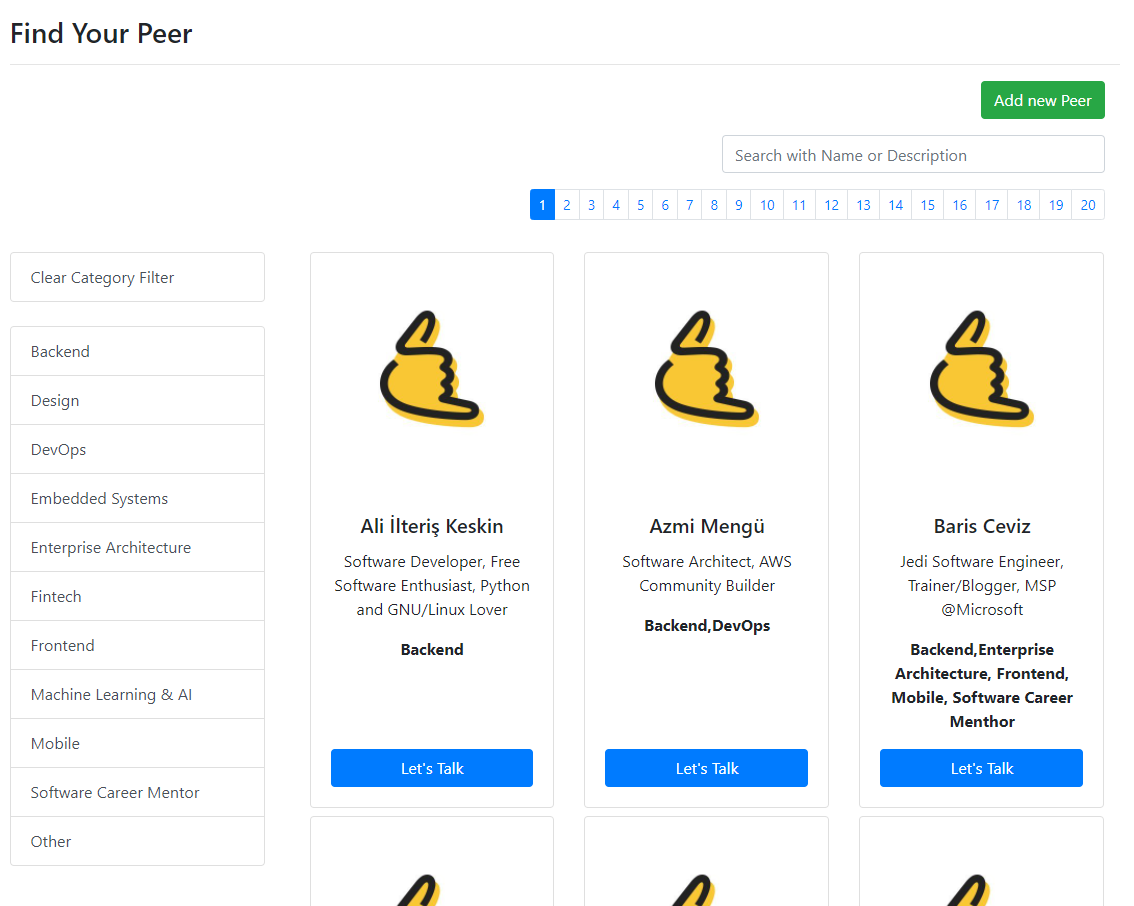 Find Your Peer
Add new Peer
Search with Name or Description
1 2 3 4 5 6 7 8 9 10 11 12 13 14 15 16 17 18 19 20
Clear Category Filter
Backend
Design
DevOps
Embedded Systems
Enterprise Architecture
Fintech
Frontend
Machine Learning & AI
Mobile
Software Career Mentor
Other
Ali İlteriş Keskin
Software Developer, Free
Software Enthusiast, Python
and GNU/Linux Lover
Backend
Let's Talk
Azmi Mengü
Software Architect, AWS
Community Builder
Backend,DevOps
Let's Talk
Baris Ceviz
Jedi Software Engineer,
Trainer/Blogger, MSP
@Microsoft
Backend,Enterprise
Architecture, Frontend,
Mobile, Software Career
Menthor
Let's Talk